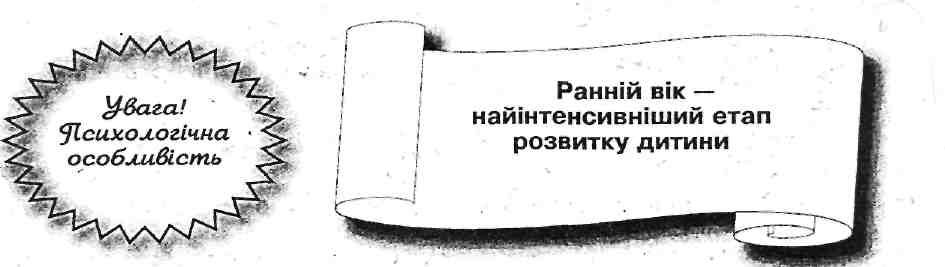 Увага!
Психологічна
особливість
Ранній вік —
найінтенсивніший етап
розвитку дитини